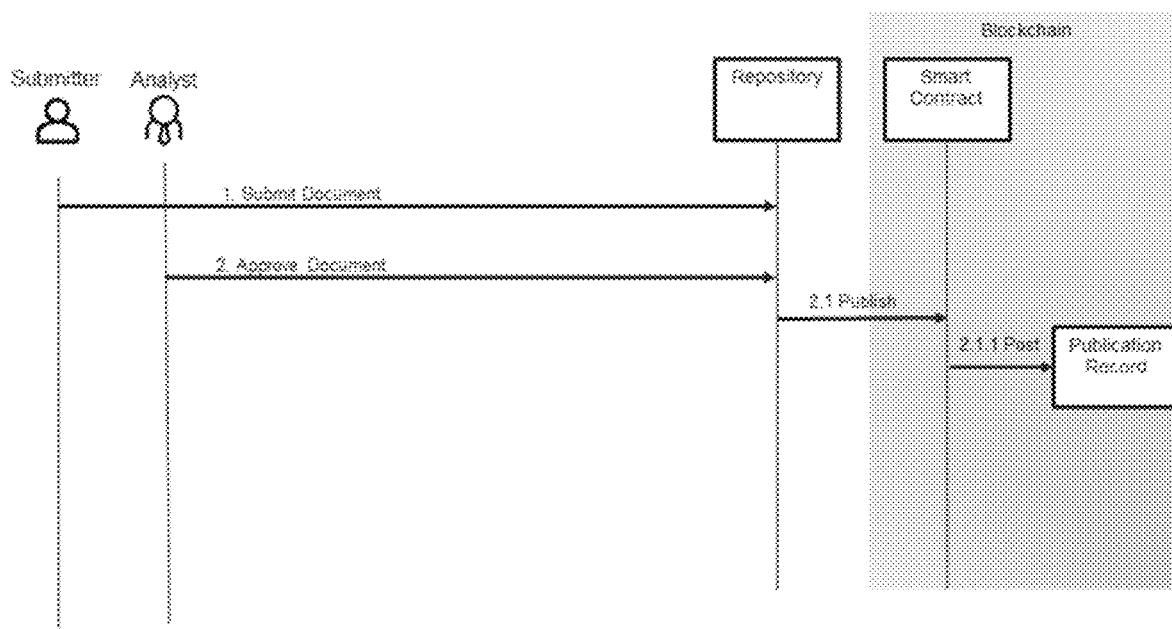 Blockchain
Submitter
Analyst
Repository
Smart
Contract
1. Submit Document
2. Approve Document
2.1 Publish
2.1.1 Post
Publication
Record